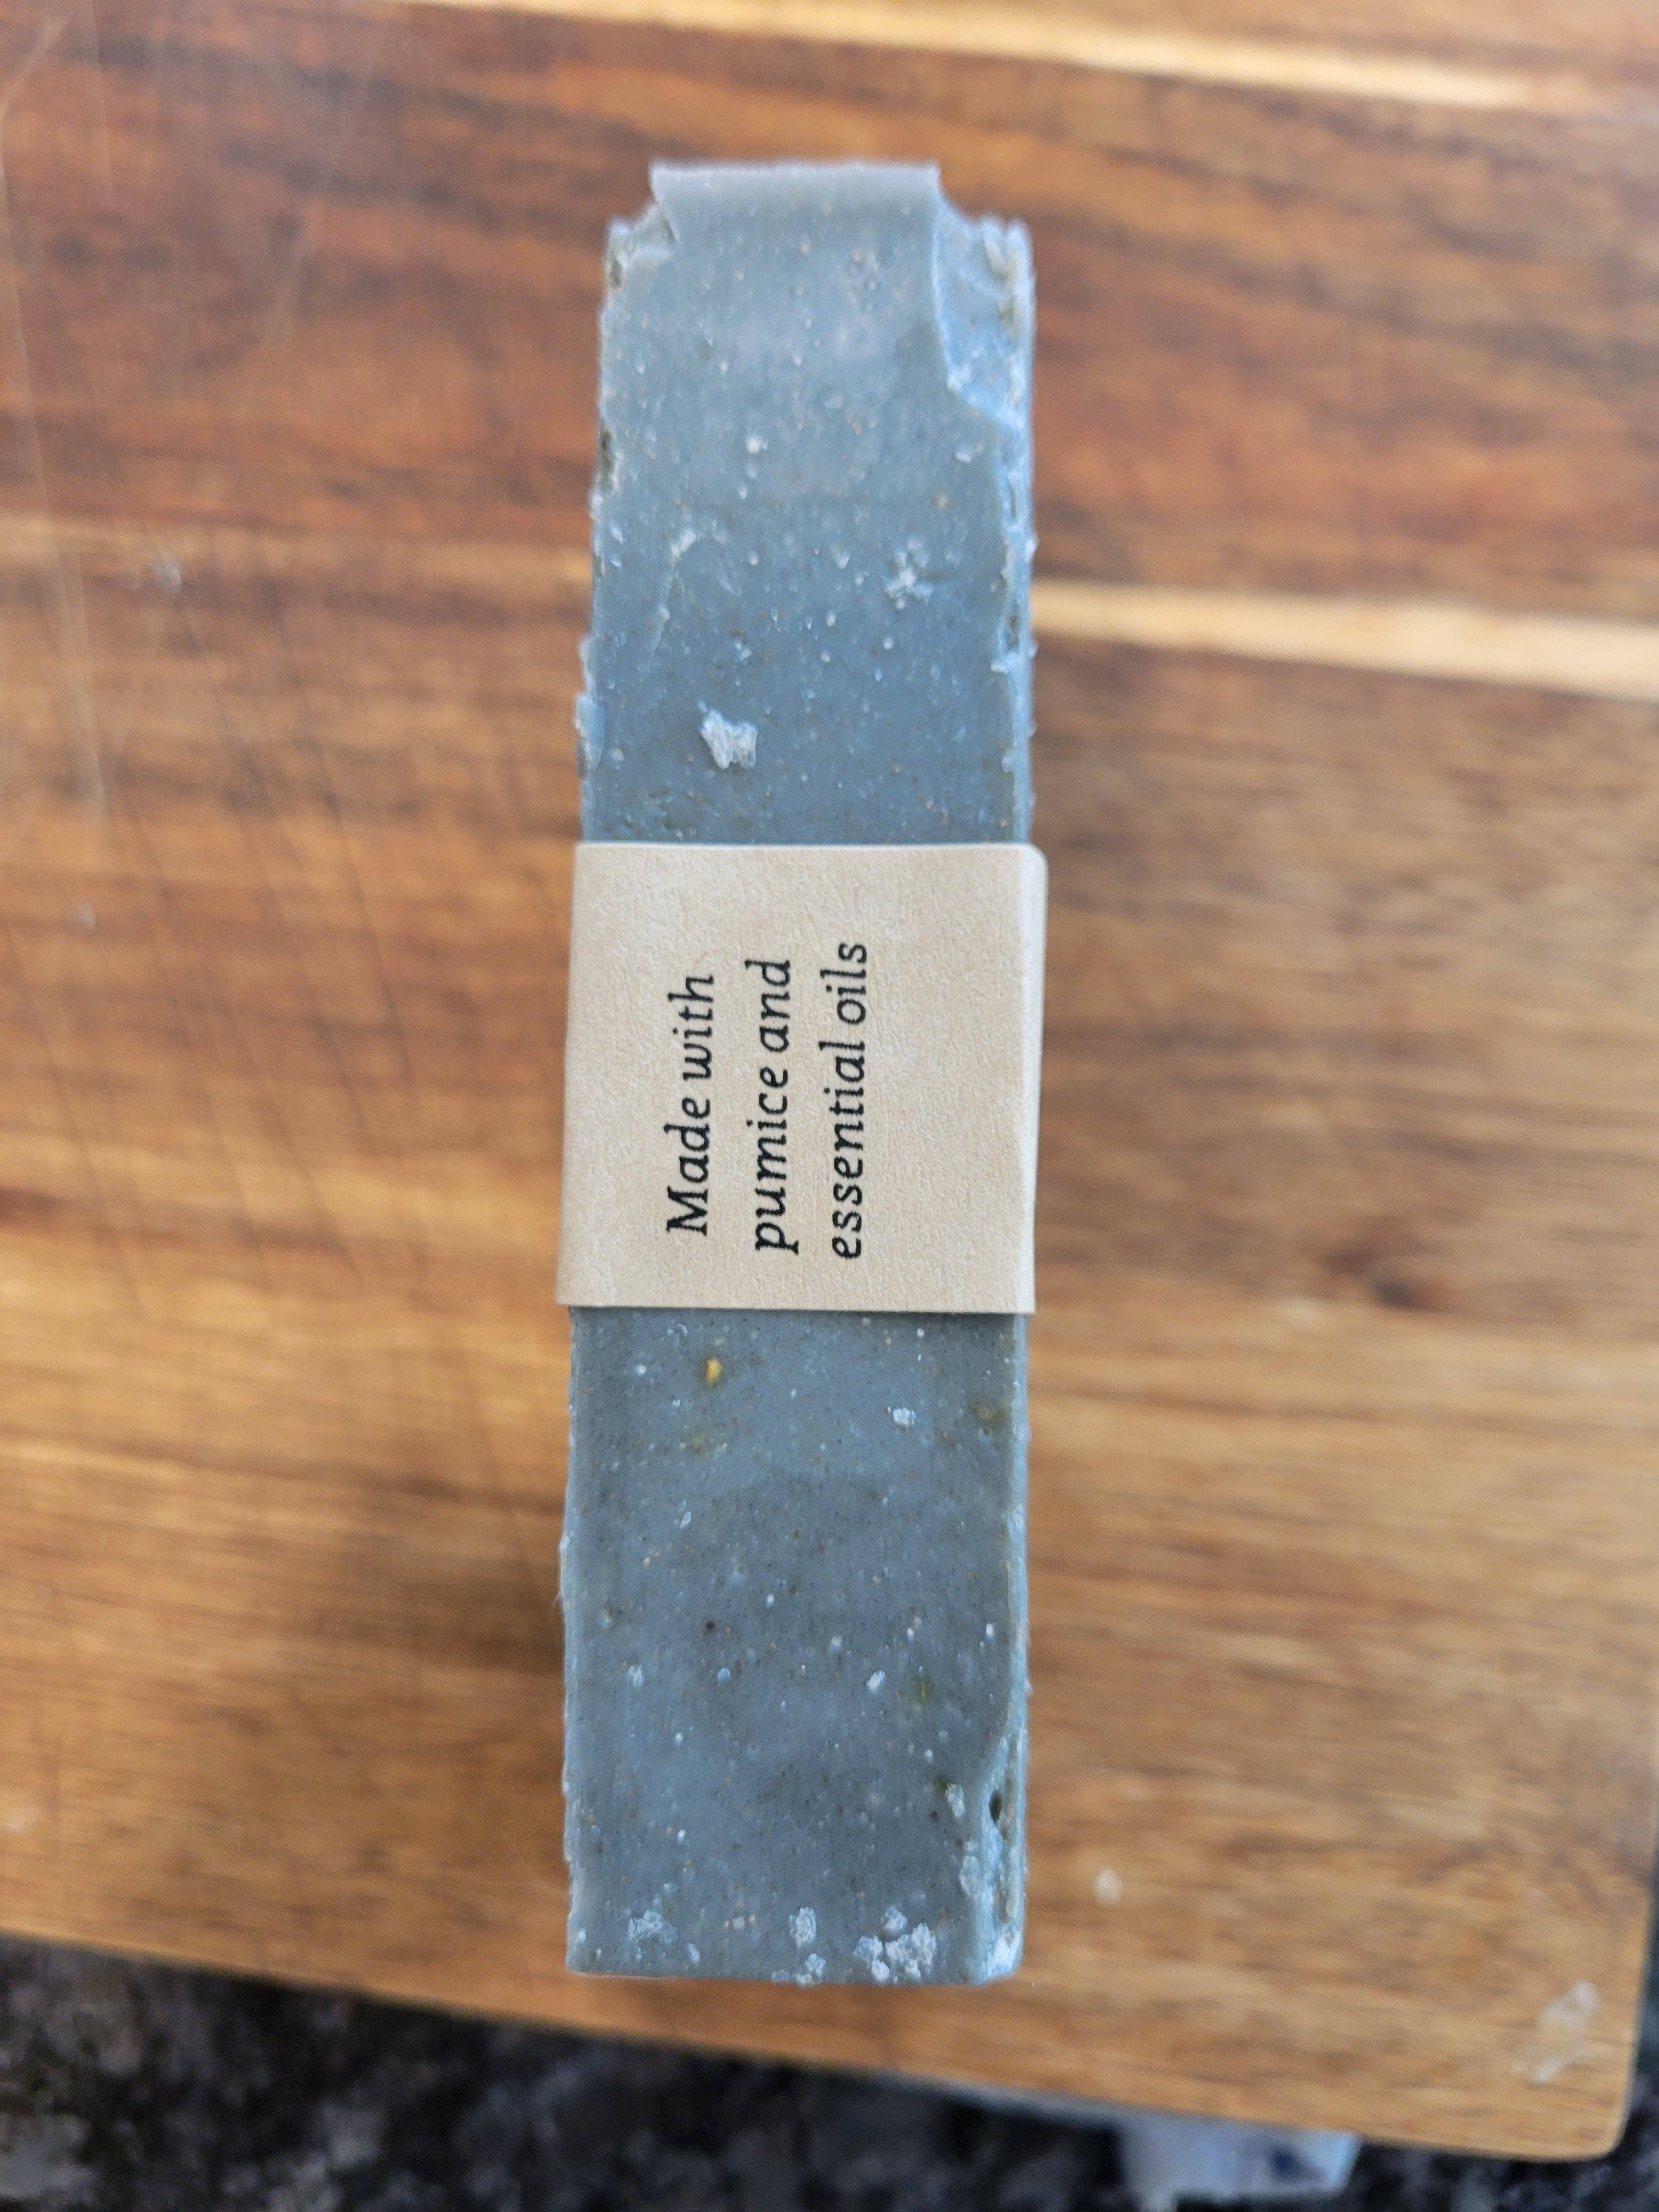 Made with
pumice and
essential oils